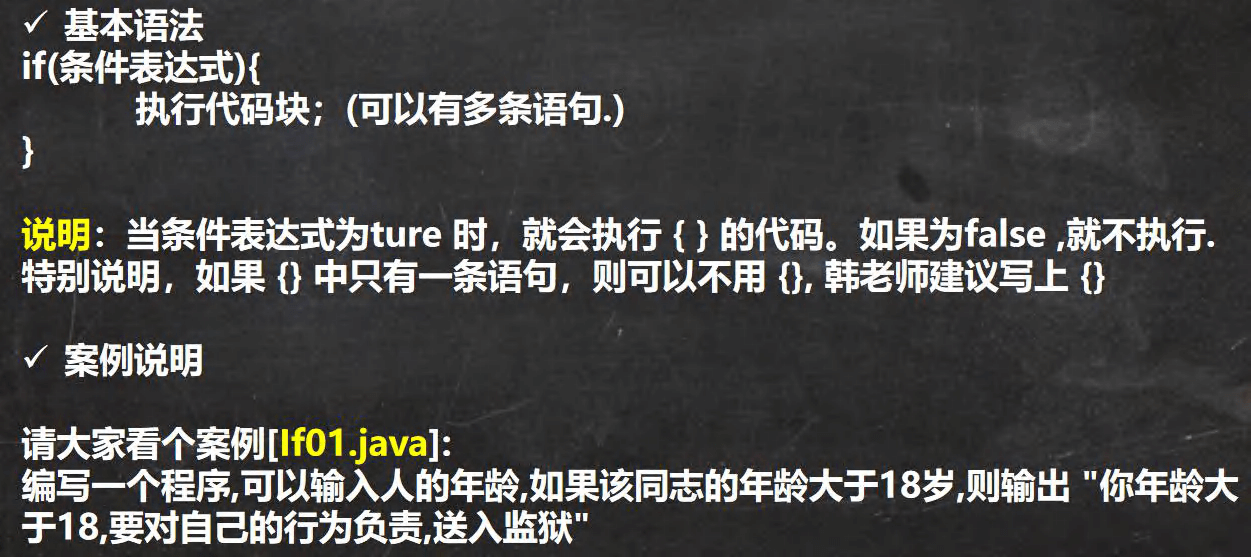 ✓ 基本语法
if(条件表达式){
执行代码块；(可以有多条语句.)
}
说明：当条件表达式为ture 时，就会执行 { } 的代码。如果为false ,就不执行.
特别说明，如果 {} 中只有一条语句，则可以不用 {}, 韩老师建议写上 {}
✓ 案例说明
请大家看个案例[If01.java]:
编写一个程序,可以输入人的年龄,如果该同志的年龄大于18岁,则输出 "你年龄大
于18,要对自己的行为负责,送入监狱"